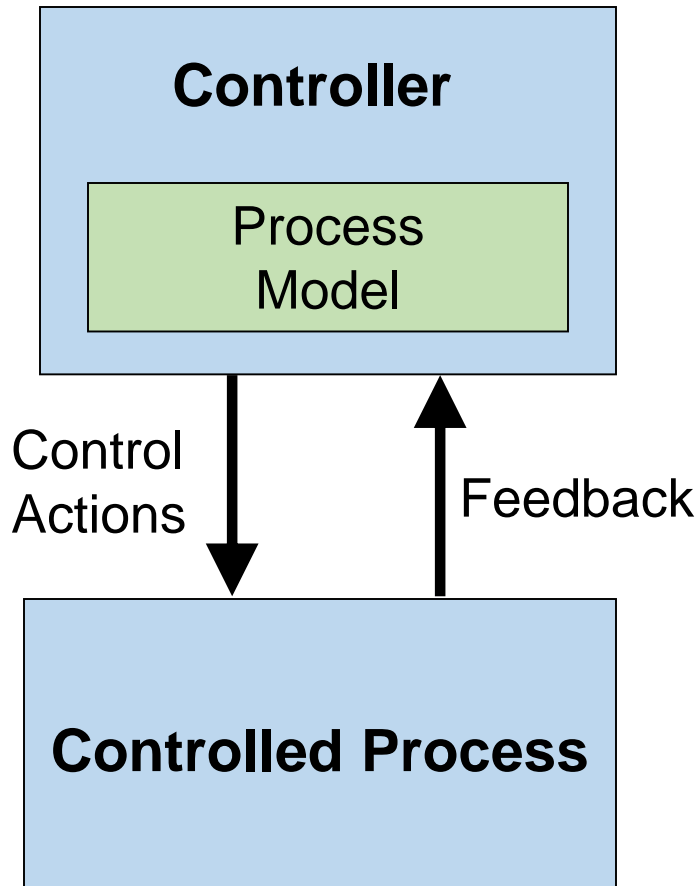 Controller
Process
Model
Control
Actions
Feedback
Controlled Process